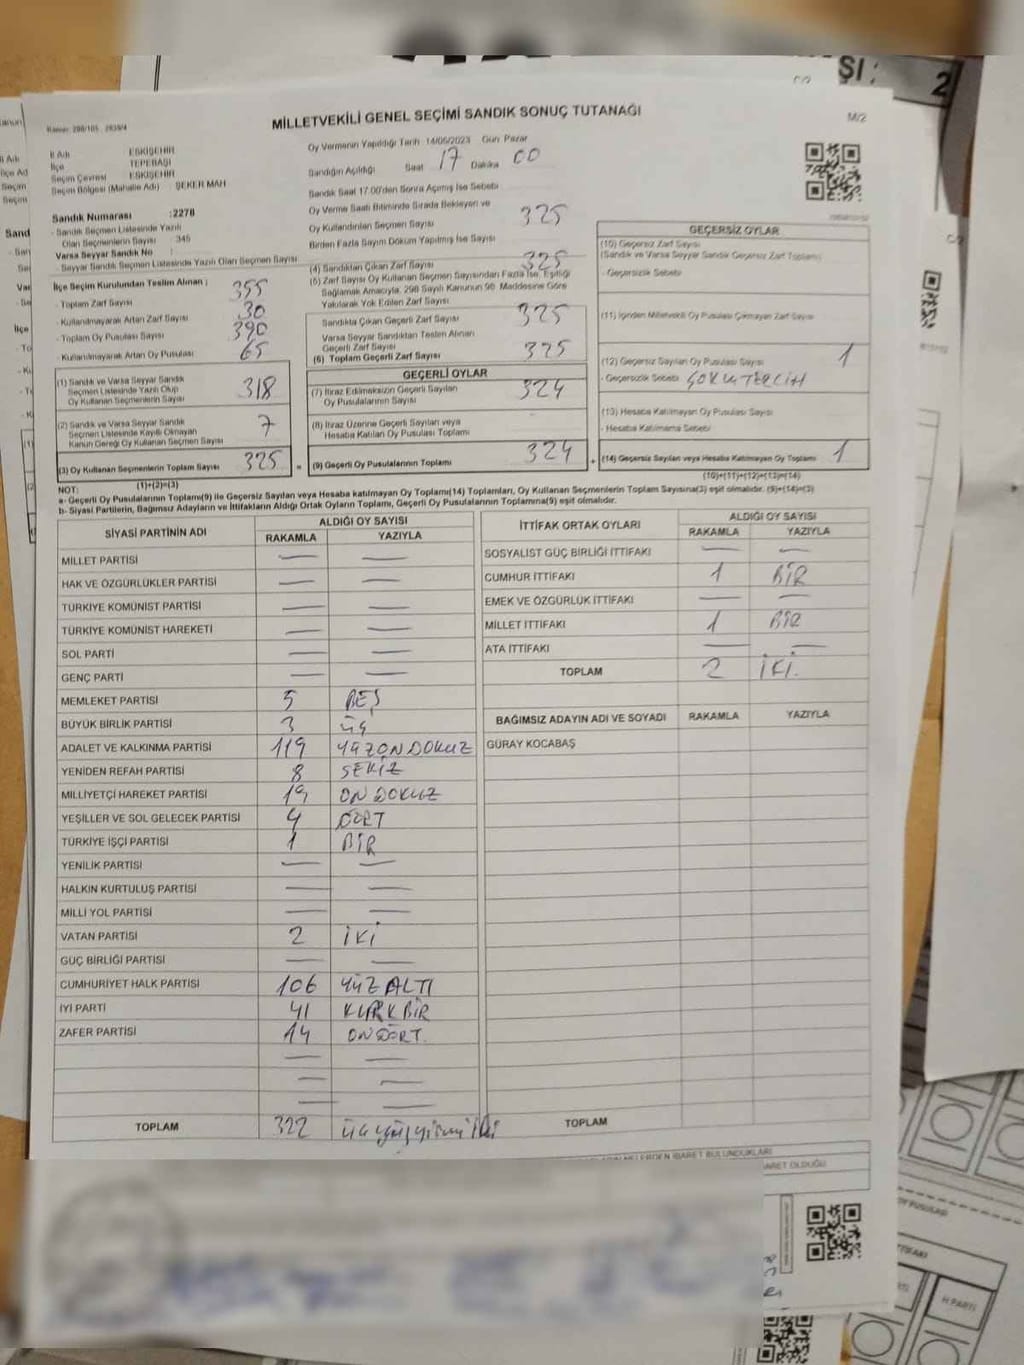 MİLLETVEKİLİ GENEL SEÇİMİ SANDIK SONUÇ TUTANAĞI
M/2
İl Adı ESKİŞEHİR
İlçe TEPEBAŞI
Seçim Çevresi ESKİŞEHİR
Seçim Bölgesi (Mahalle Adı) ŞEKER MAH
Sandık Numarası :2278
- Sandık Seçmen Listesinde Yazılı
Olan Seçmenlerin Sayısı : 345
Varsa Seyyar Sandık No :
- Seyyar Sandık Seçmen Listesinde Yazılı Olan Seçmen Sayısı
İlçe Seçim Kurulundan Teslim Alınan ;
- Toplam Zarf Sayısı 355
- Kullanılmayarak Artan Zarf Sayısı 30
- Toplam Oy Pusulası Sayısı 390
- Kullanılmayarak Artan Oy Pusulası 65
(1) Sandık ve Varsa Seyyar Sandık
Seçmen Listesinde Yazılı Olup
Oy Kullanan Seçmenlerin Sayısı 318
(2) Sandık ve Varsa Seyyar Sandık
Seçmen Listesinde Kayıtlı Olmayan
Kanun Gereği Oy Kullanan Seçmen Sayısı 7
(3) Oy Kullanan Seçmenlerin Toplam Sayısı 325 =
(1)+(2)=(3)
Oy Vermenin Yapıldığı Tarih 14/05/2023 Gün Pazar
Sandığın Açıldığı Saat 17 Dakika 00
Sandık Saat 17.00'den Sonra Açılmış İse Sebebi
Oy Verme Saati Bitiminde Sırada Bekleyen ve
Oy Kullandırılan Seçmen Sayısı 325
Birden Fazla Sayım Döküm Yapılmış İse Sayısı
(4) Sandıktan Çıkan Zarf Sayısı 325
(5) Zarf Sayısı Oy Kullanan Seçmen Sayısından Fazla İse, Eşitliği
Sağlamak Amacıyla, 298 Sayılı Kanunun 98. Maddesine Göre
Yakılarak Yok Edilen Zarf Sayısı
Sandıkta Çıkan Geçerli Zarf Sayısı 325
Varsa Seyyar Sandıktan Teslim Alınan
Geçerli Zarf Sayısı
(6) Toplam Geçerli Zarf Sayısı 325
GEÇERLİ OYLAR
(7) İtiraz Edilmeksizin Geçerli Sayılan
Oy Pusulalarının Sayısı 324
(8) İtiraz Üzerine Geçerli Sayılan veya
Hesaba Katılan Oy Pusulası Toplamı
(9) Geçerli Oy Pusulalarının Toplamı 324 +
GEÇERSİZ OYLAR
(10) Geçersiz Zarf Sayısı
(Sandık ve Varsa Seyyar Sandık Geçersiz Zarf Toplamı)
- Geçersizlik Sebebi
(11) İçinden Milletvekili Oy Pusulası Çıkmayan Zarf Sayısı
(12) Geçersiz Sayılan Oy Pusulası Sayısı 1
- Geçersizlik Sebebi ÇOKLU TERCİH
(13) Hesaba Katılmayan Oy Pusulası Sayısı
- Hesaba Katılmama Sebebi
(14) Geçersiz Sayılan veya Hesaba Katılmayan Oy Toplamı 1
(10)+(11)+(12)+(13)=(14)
NOT:
a- Geçerli Oy Pusulalarının Toplamı(9) ile Geçersiz Sayılan veya Hesaba katılmayan Oy Toplamı(14) Toplamları, Oy Kullanan Seçmenlerin Toplam Sayısına(3) eşit olmalıdır. (9)+(14)=(3)
b- Siyasi Partilerin, Bağımsız Adayların ve İttifakların Aldığı Ortak Oyların Toplamı, Geçerli Oy Pusulalarının Toplamına(9) eşit olmalıdır.
SİYASİ PARTİNİN ADI ALDIĞI OY SAYISI
RAKAMLA YAZIYLA
MİLLET PARTİSİ — —
HAK VE ÖZGÜRLÜKLER PARTİSİ — —
TÜRKİYE KOMÜNİST PARTİSİ — —
TÜRKİYE KOMÜNİST HAREKETİ — —
SOL PARTİ — —
GENÇ PARTİ — —
MEMLEKET PARTİSİ 5 BEŞ
BÜYÜK BİRLİK PARTİSİ 3 ÜÇ
ADALET VE KALKINMA PARTİSİ 119 YÜZONDOKUZ
YENİDEN REFAH PARTİSİ 8 SEKİZ
MİLLİYETÇİ HAREKET PARTİSİ 19 ONDOKUZ
YEŞİLLER VE SOL GELECEK PARTİSİ 4 DÖRT
TÜRKİYE İŞÇİ PARTİSİ 1 BİR
YENİLİK PARTİSİ — —
HALKIN KURTULUŞ PARTİSİ — —
MİLLİ YOL PARTİSİ — —
VATAN PARTİSİ 2 İKİ
GÜÇ BİRLİĞİ PARTİSİ — —
CUMHURİYET HALK PARTİSİ 106 YÜZ ALTI
İYİ PARTİ 41 KIRKBİR
ZAFER PARTİSİ 14 ONDÖRT.
— —
— —
— —
TOPLAM 322 üçyüzyirmi iki
İTTİFAK ORTAK OYLARI ALDIĞI OY SAYISI
RAKAMLA YAZIYLA
SOSYALİST GÜÇ BİRLİĞİ İTTİFAKI — —
CUMHUR İTTİFAKI 1 BİR
EMEK VE ÖZGÜRLÜK İTTİFAKI — —
MİLLET İTTİFAKI 1 BİR
ATA İTTİFAKI — —
TOPLAM 2 İKİ.
BAĞIMSIZ ADAYIN ADI VE SOYADI RAKAMLA YAZIYLA
GÜRAY KOCABAŞ
TOPLAM